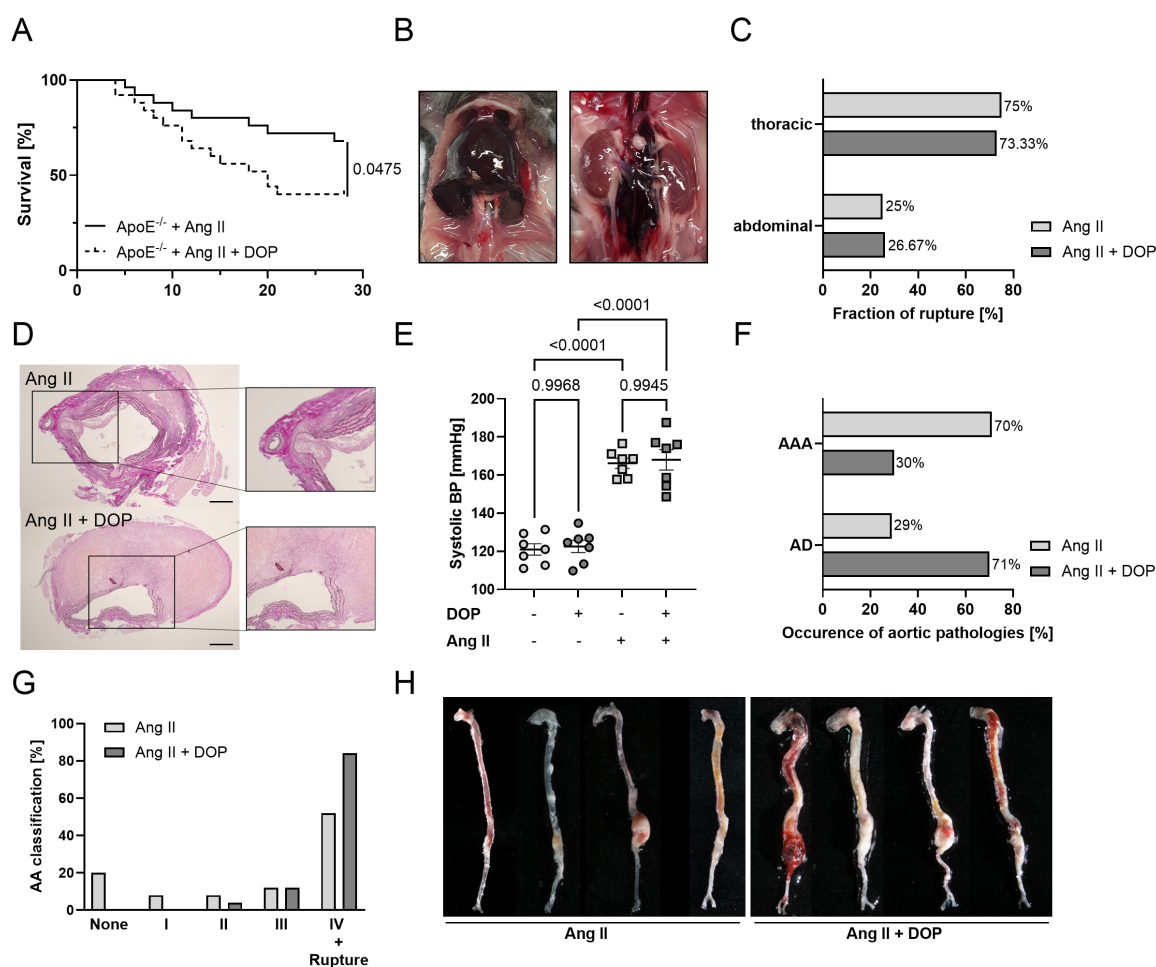 A
100
50
0
Survival [%]
0.0475
ApoE-/- + Ang II
ApoE-/- + Ang II + DOP
0 10 20 30
B
C
thoracic
75%
73.33%
abdominal
25%
26.67%
Ang II
Ang II + DOP
0 20 40 60 80
Fraction of rupture [%]
D
Ang II
Ang II + DOP
E
<0.0001
<0.0001
0.9968 0.9945
200
180
160
140
120
100
Systolic BP [mmHg]
DOP - + - +
Ang II - - + +
F
AAA
70%
30%
AD
29%
71%
Ang II
Ang II + DOP
0 20 40 60 80
Occurence of aortic pathologies [%]
G
100
80
60
40
20
0
AA classification [%]
Ang II
Ang II + DOP
None I II III IV
+
Rupture
H
Ang II Ang II + DOP